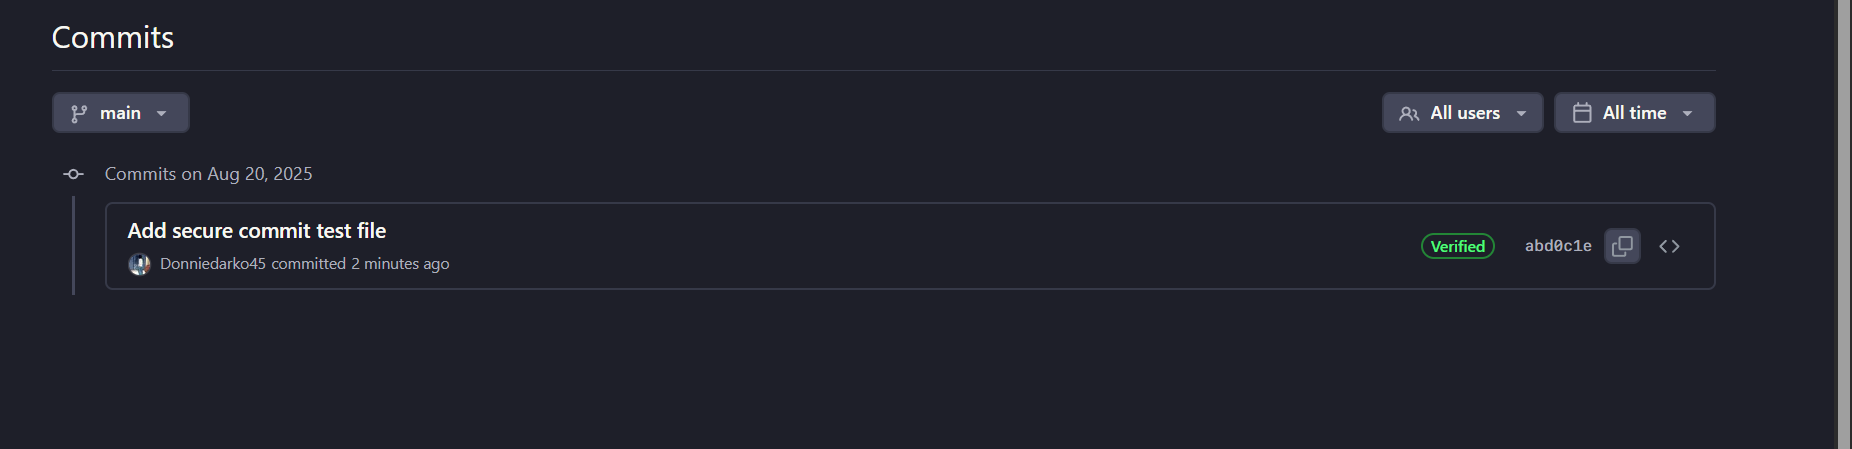 Commits
main
All users
All time
Commits on Aug 20, 2025
Add secure commit test file
Donniedarko45 committed 2 minutes ago
Verified
abd0c1e